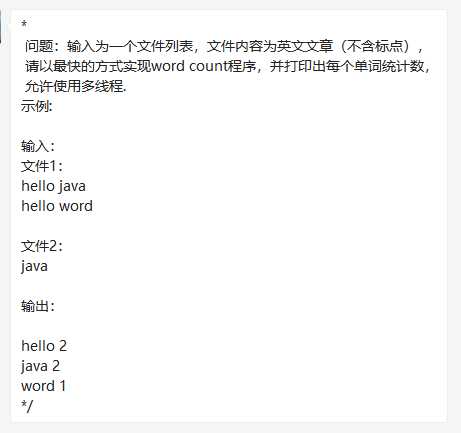 *
问题：输入为一个文件列表，文件内容为英文文章（不含标点），
请以最快的方式实现word count程序，并打印出每个单词统计数，
允许使用多线程.
示例:
输入：
文件1：
hello java
hello word
文件2：
java
输出：
hello 2
java 2
word 1
*/